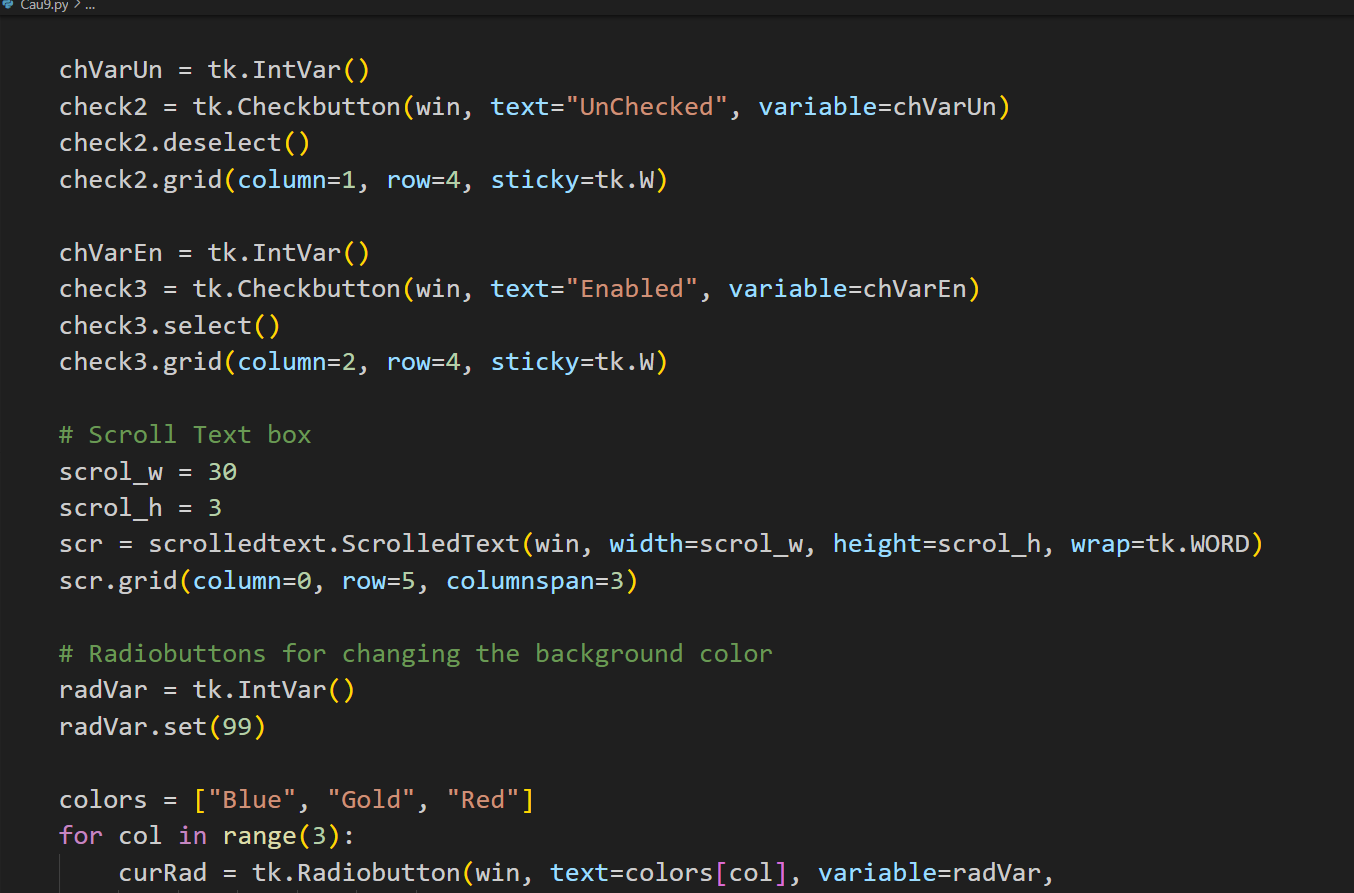 Cau9.py > ...
chVarUn = tk.IntVar()
check2 = tk.Checkbutton(win, text="UnChecked", variable=chVarUn)
check2.deselect()
check2.grid(column=1, row=4, sticky=tk.W)
chVarEn = tk.IntVar()
check3 = tk.Checkbutton(win, text="Enabled", variable=chVarEn)
check3.select()
check3.grid(column=2, row=4, sticky=tk.W)
# Scroll Text box
scrol_w = 30
scrol_h = 3
scr = scrolledtext.ScrolledText(win, width=scrol_w, height=scrol_h, wrap=tk.WORD)
scr.grid(column=0, row=5, columnspan=3)
# Radiobuttons for changing the background color
radVar = tk.IntVar()
radVar.set(99)
colors = ["Blue", "Gold", "Red"]
for col in range(3):
    curRad = tk.Radiobutton(win, text=colors[col], variable=radVar,